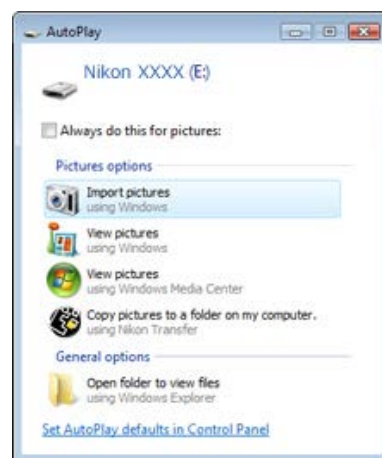 AutoPlay
Nikon XXXX (E:)
Always do this for pictures:
Pictures options
Import pictures
using Windows
View pictures
using Windows
View pictures
using Windows Media Center
Copy pictures to a folder on my computer.
using Nikon Transfer
General options
Open folder to view files
using Windows Explorer
Set AutoPlay defaults in Control Panel